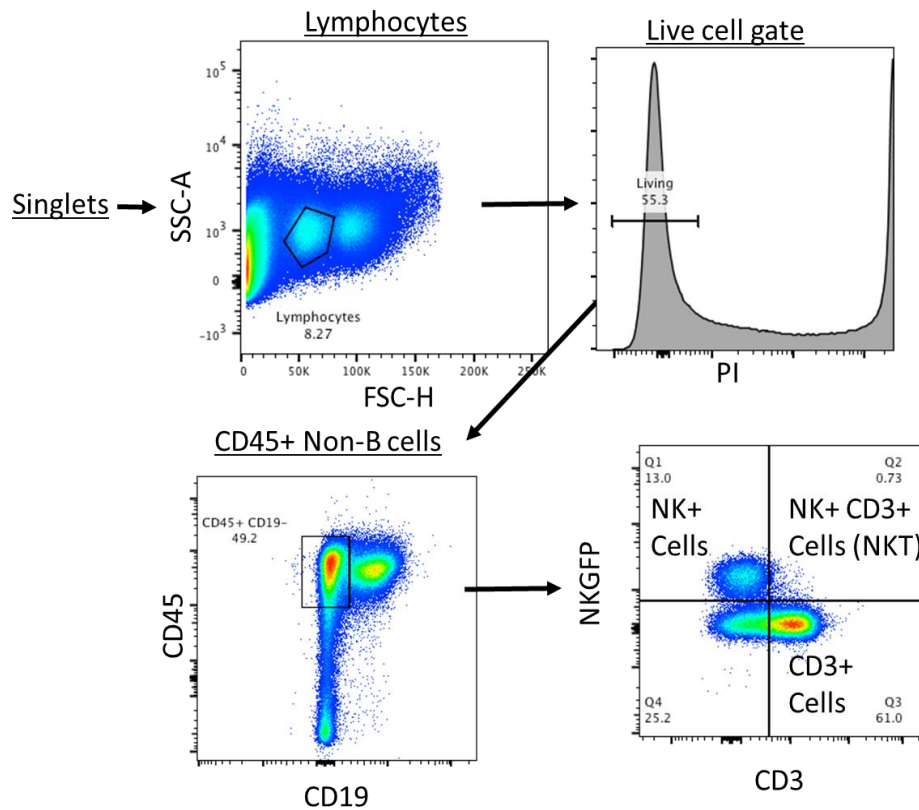 Lymphocytes
Live cell gate
Singlets
SSC-A
10^5
10^4
10^3
0
-10^3
Lymphocytes
8.27
0 50K 100K 150K 200K 250K
FSC-H
Living
55.3
PI
CD45+ Non-B cells
CD45+ CD19-
49.2
CD45
CD19
Q1
13.0
Q2
0.73
NK+
Cells
NK+ CD3+
Cells (NKT)
NKGFP
CD3+
Cells
Q4
25.2
Q3
61.0
CD3